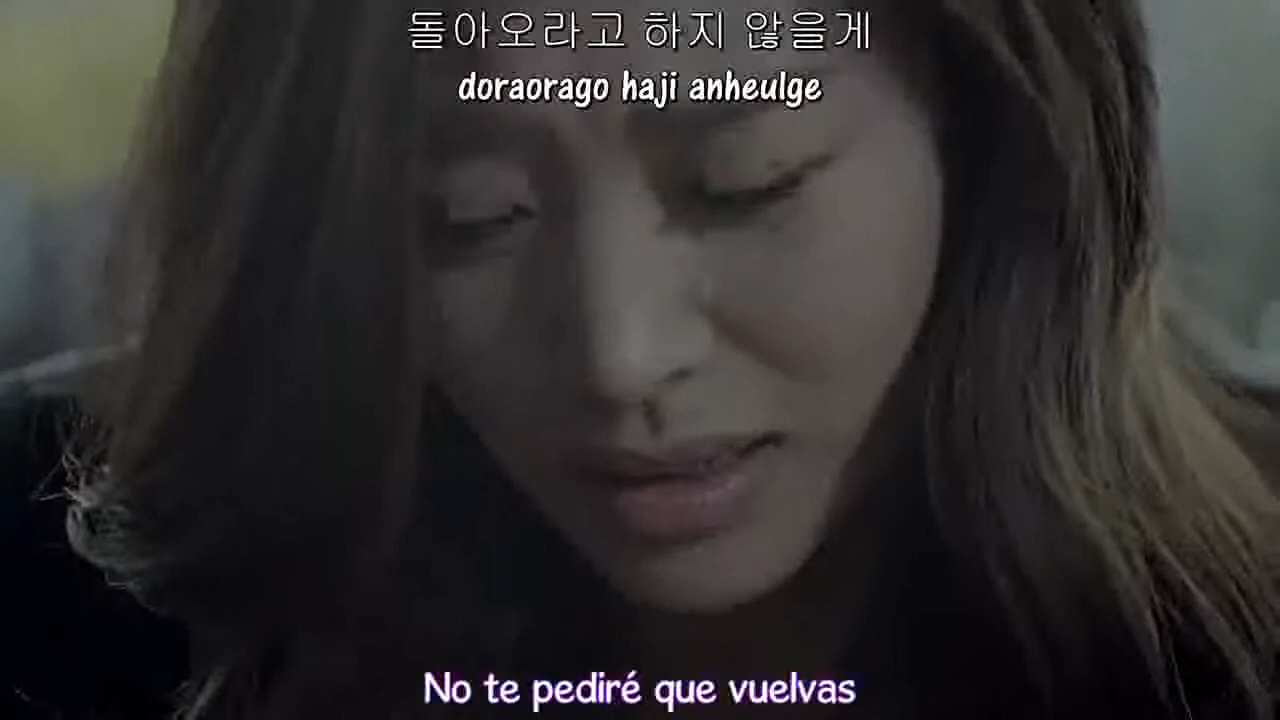 돌아오라고 하지 않을게
doraorago haji anheulge
No te pediré que vuelvas